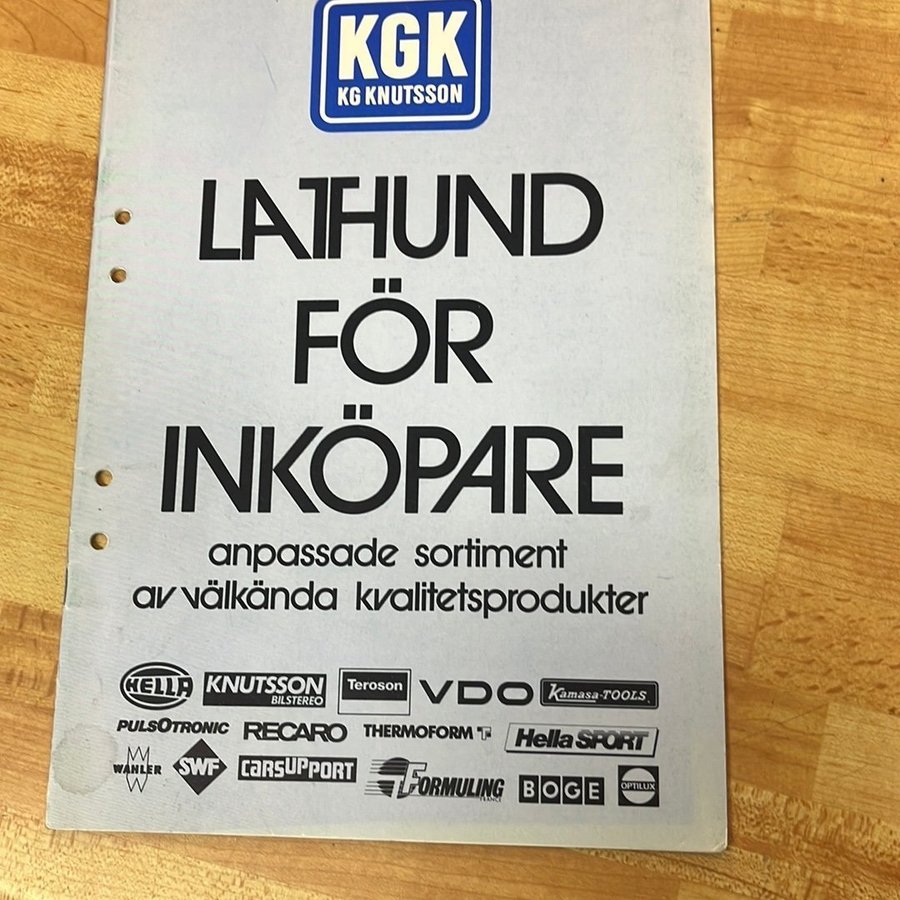 KGK
KG KNUTSSON
LATHUND
FÖR
INKÖPARE
anpassade sortiment
av välkända kvalitetsprodukter
HELLA KNUTSSON BILSTEREO Teroson VDO Kamasa-TOOLS
PULSOTRONIC RECARO THERMOFORM T Hella SPORT
WAHLER SWF CARSUPPORT FORMULING FRANCE BOGE OPTILUX